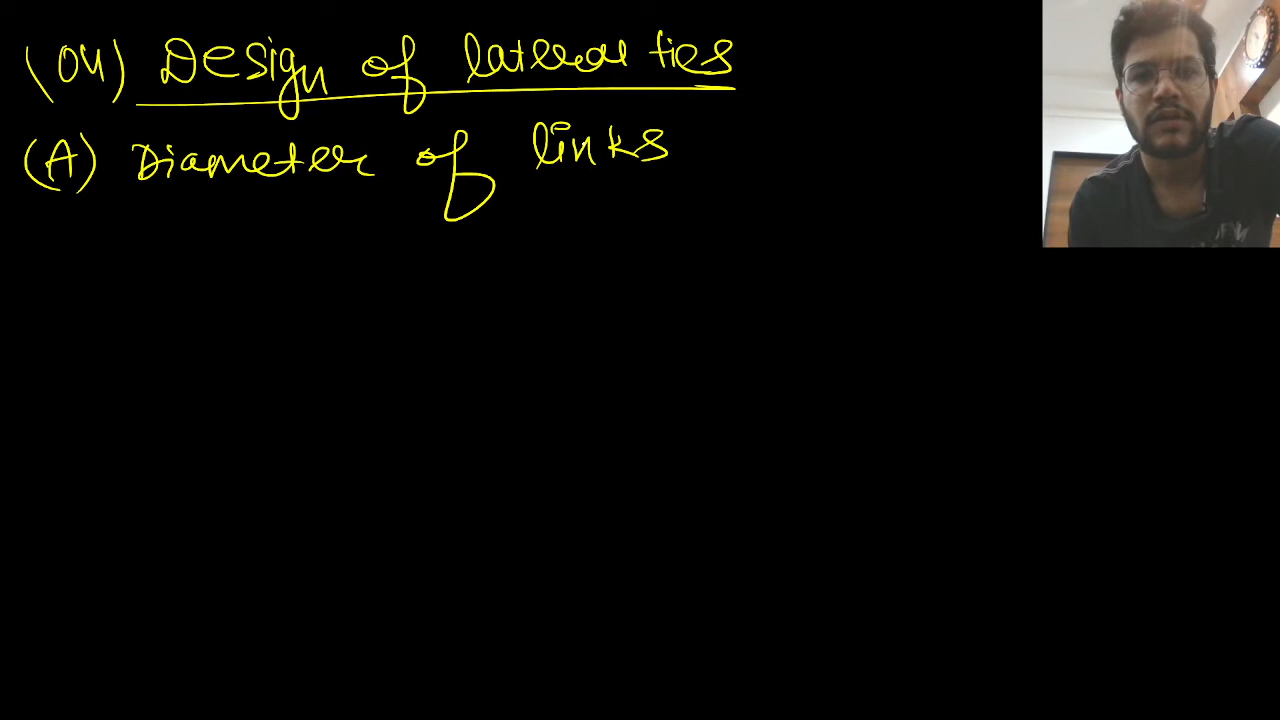 (04) Design of lateral ties
(A) Diameter of links